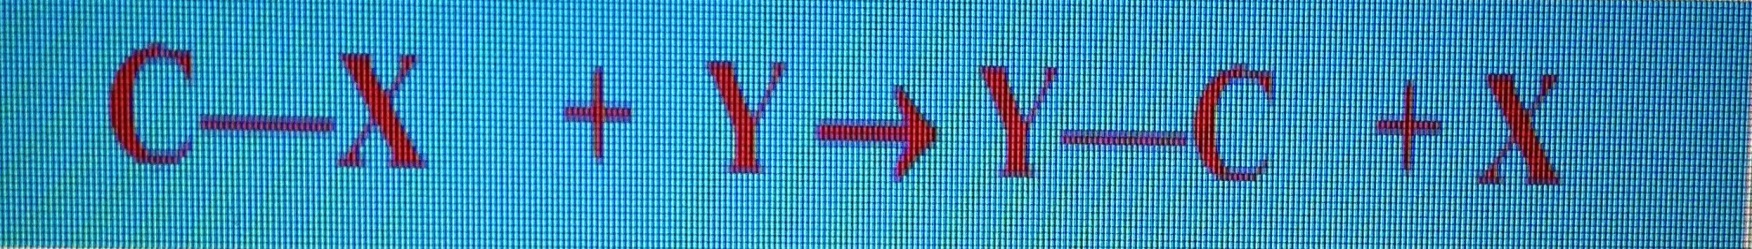 C—X + Y → Y—C + X